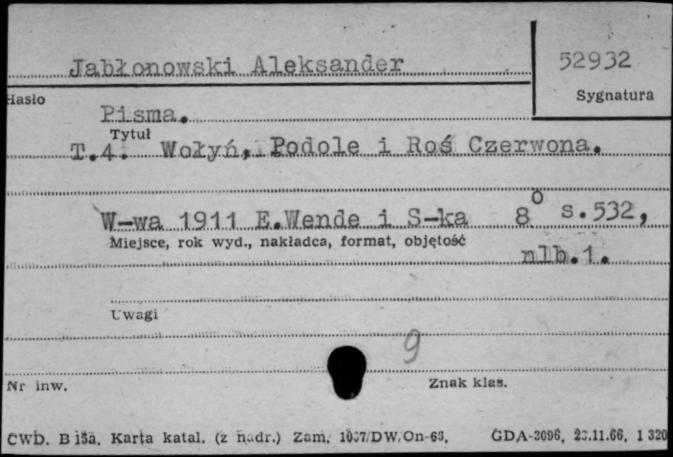 Jabłonowski Aleksander
52932
Hasło
Sygnatura
Pisma.
Tytuł
T.4. Wołyń, Podole i Roś Czerwona.
W-wa 1911 E.Wende i S-ka 8° s.532,
Miejsce, rok wyd., nakładca, format, objętość
nlb.1.
Uwagi
9
Nr inw.
Znak klas.
CWD. B 15a. Karta katal. (z nadr.) Zam. DW/On-66. GDA-3096, 23.11.66, 1 320